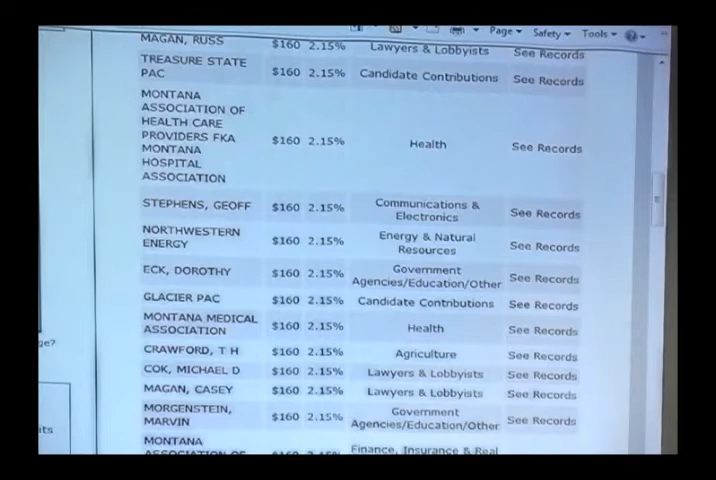 Page Safety Tools
MAGAN, RUSS $160 2.15% Lawyers & Lobbyists See Records
TREASURE STATE
PAC $160 2.15% Candidate Contributions See Records
MONTANA
ASSOCIATION OF
HEALTH CARE
PROVIDERS FKA $160 2.15% Health See Records
MONTANA
HOSPITAL
ASSOCIATION
STEPHENS, GEOFF $160 2.15% Communications &
Electronics See Records
NORTHWESTERN
ENERGY $160 2.15% Energy & Natural
Resources See Records
ECK, DOROTHY $160 2.15% Government
Agencies/Education/Other See Records
GLACIER PAC $160 2.15% Candidate Contributions See Records
MONTANA MEDICAL
ASSOCIATION $160 2.15% Health See Records
CRAWFORD, T H $160 2.15% Agriculture See Records
COK, MICHAEL D $160 2.15% Lawyers & Lobbyists See Records
MAGAN, CASEY $160 2.15% Lawyers & Lobbyists See Records
MORGENSTEIN,
MARVIN $160 2.15% Government
Agencies/Education/Other See Records
MONTANA
ASSOCIATION OF $160 2.15% Finance, Insurance & Real
ge?
its